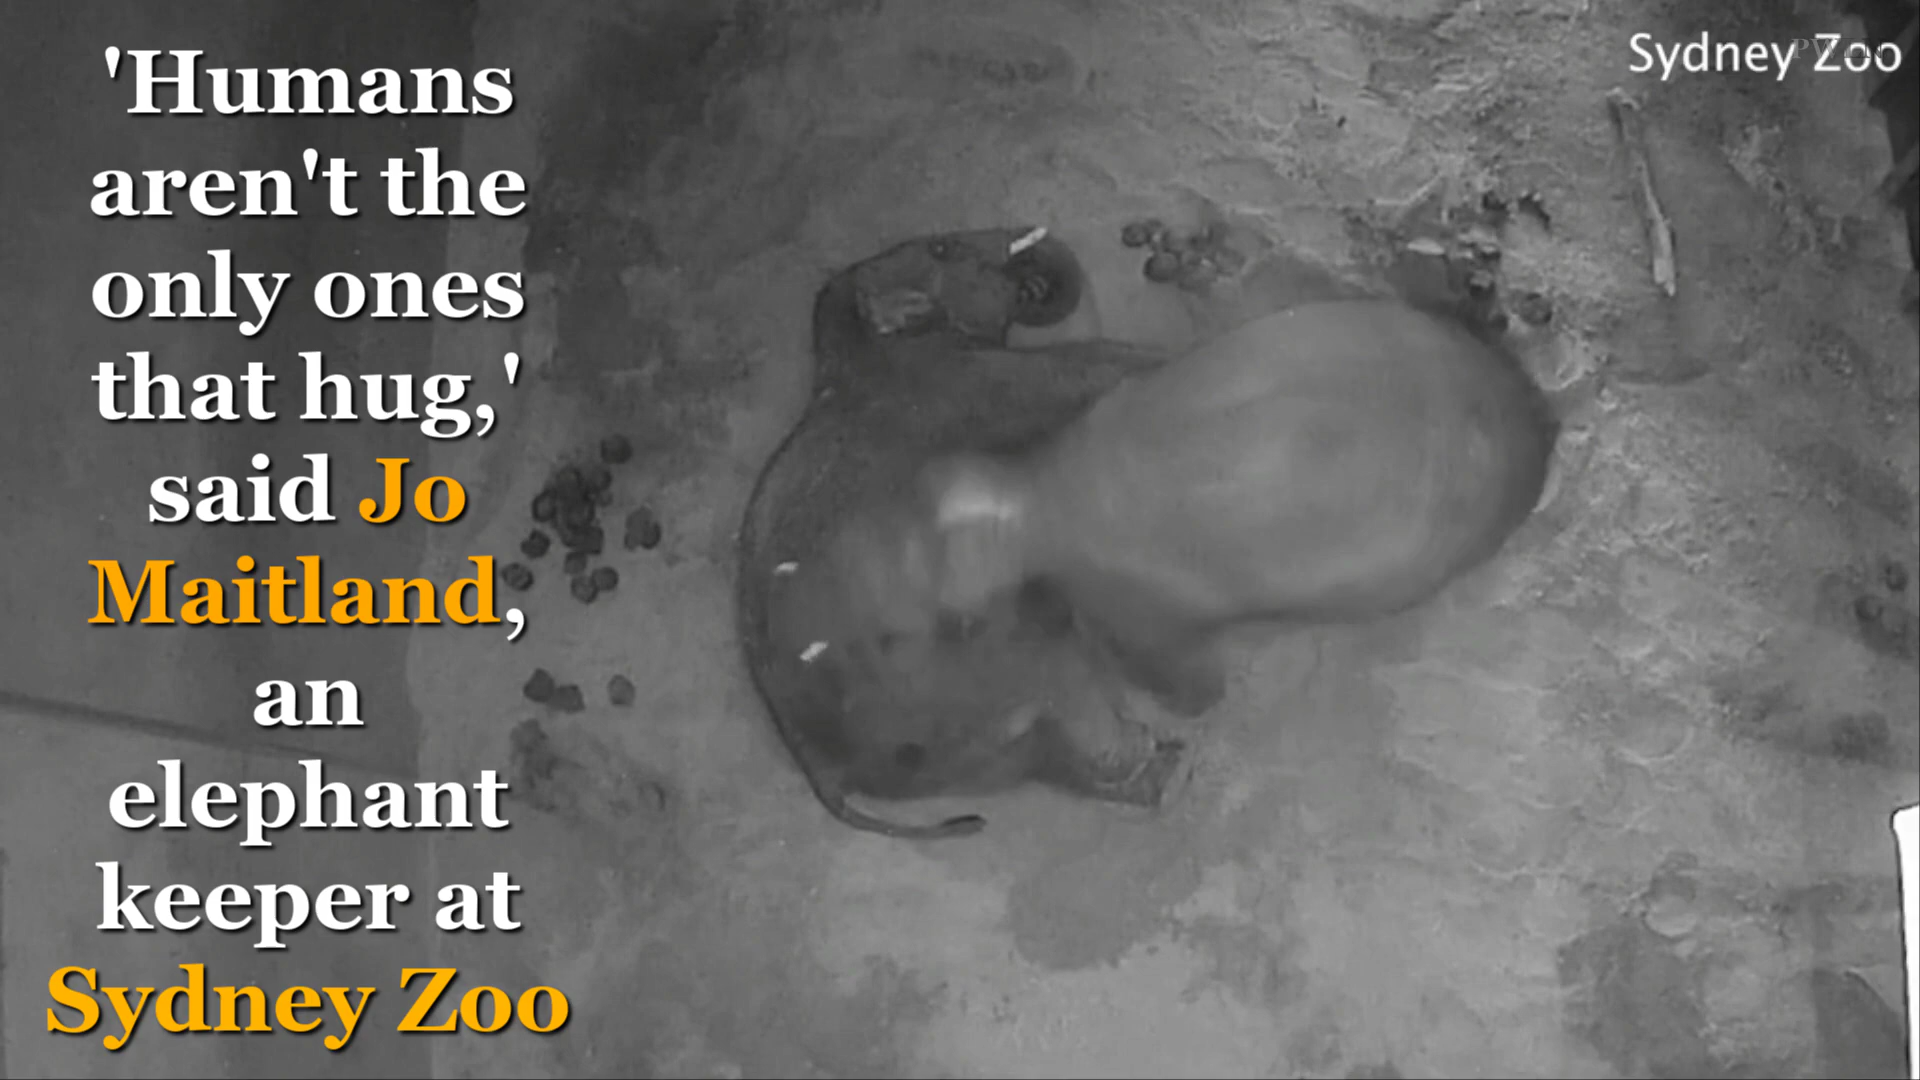 'Humans
aren't the
only ones
that hug,'
said Jo
Maitland,
an
elephant
keeper at
Sydney Zoo
Sydney Zoo